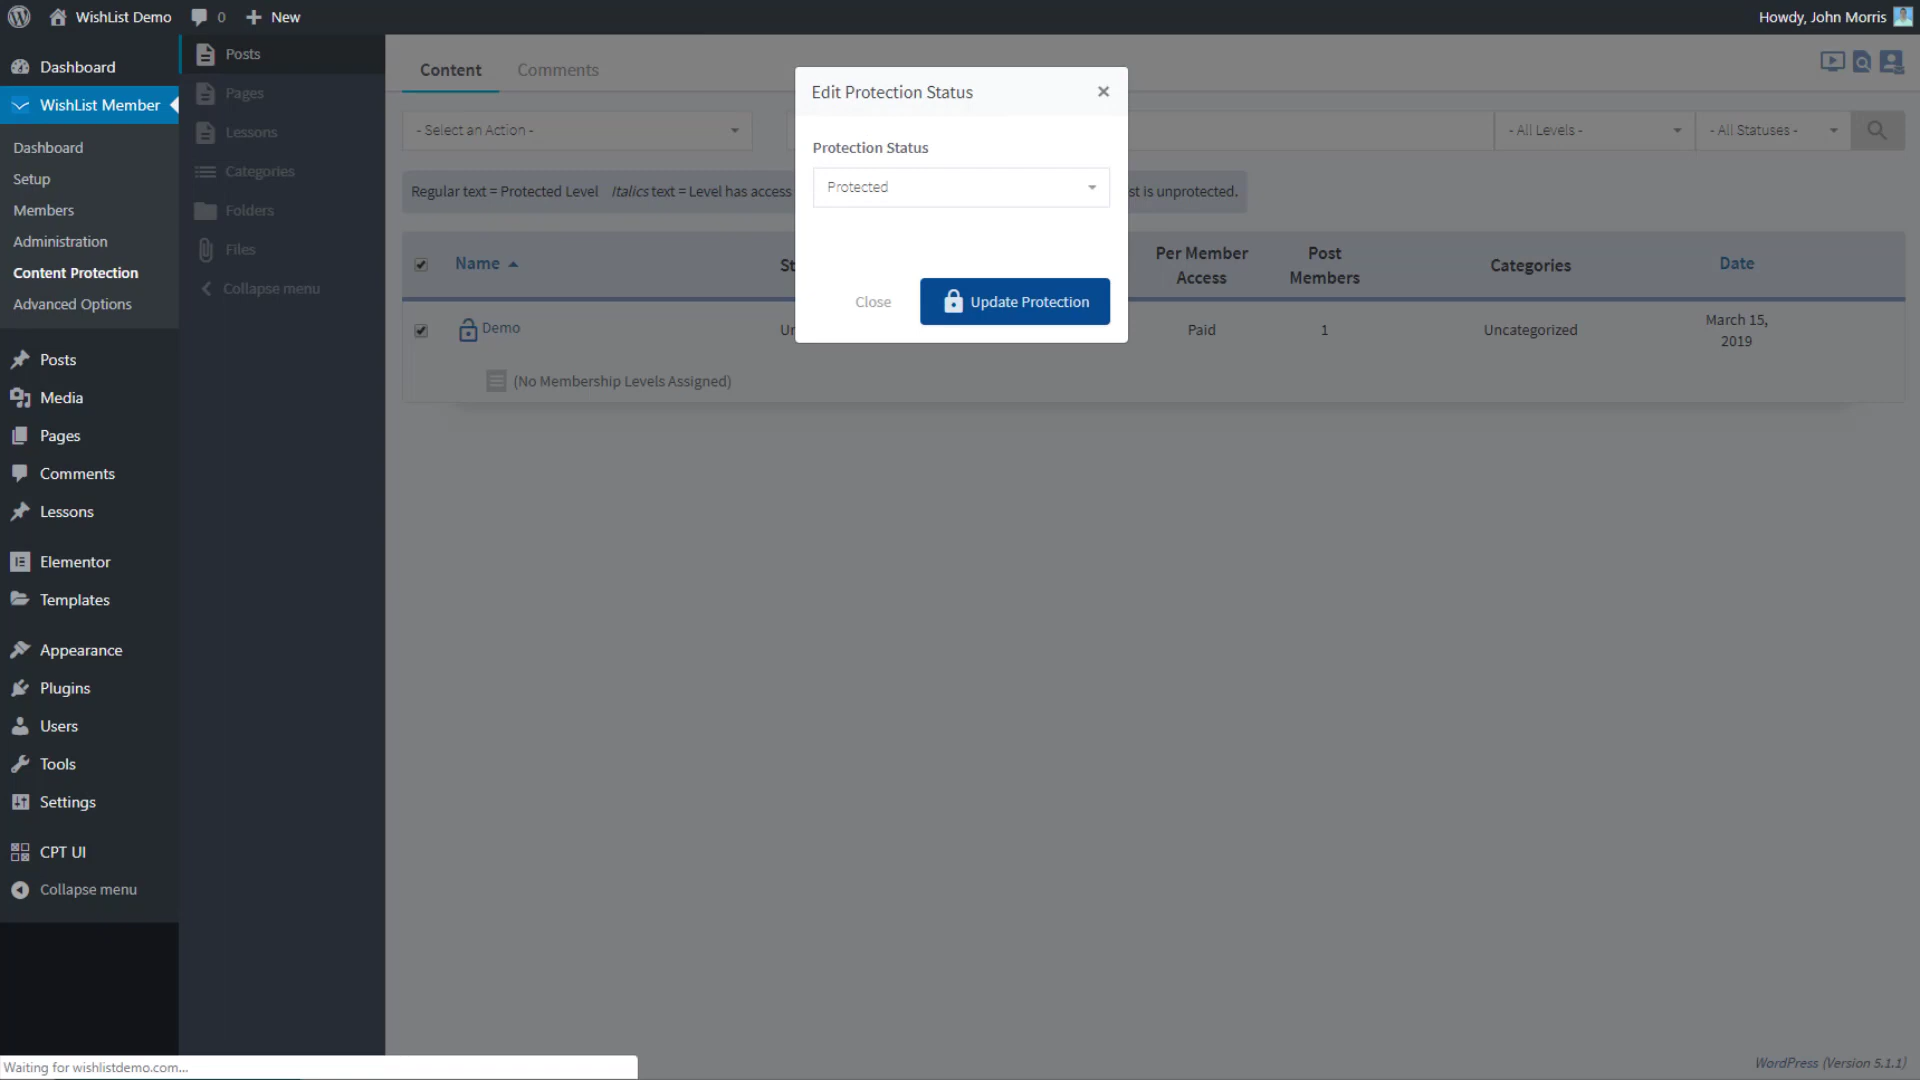 WishList Demo
0
New
Howdy, John Morris
Dashboard
WishList Member
Dashboard
Setup
Members
Administration
Content Protection
Advanced Options
Posts
Media
Pages
Comments
Lessons
Elementor
Templates
Appearance
Plugins
Users
Tools
Settings
CPT UI
Collapse menu
Posts
Pages
Lessons
Categories
Folders
Files
Collapse menu
Content
Comments
- Select an Action -
- All Levels -
- All Statuses -
Regular text = Protected Level Italics text = Level has access
st is unprotected.
Name
St
Per Member
Access
Post
Members
Categories
Date
Demo
Un
Paid
1
Uncategorized
March 15,
2019
(No Membership Levels Assigned)
Edit Protection Status
×
Protection Status
Protected
Close
Update Protection
Waiting for wishlistdemo.com...
WordPress (Version 5.1.1)